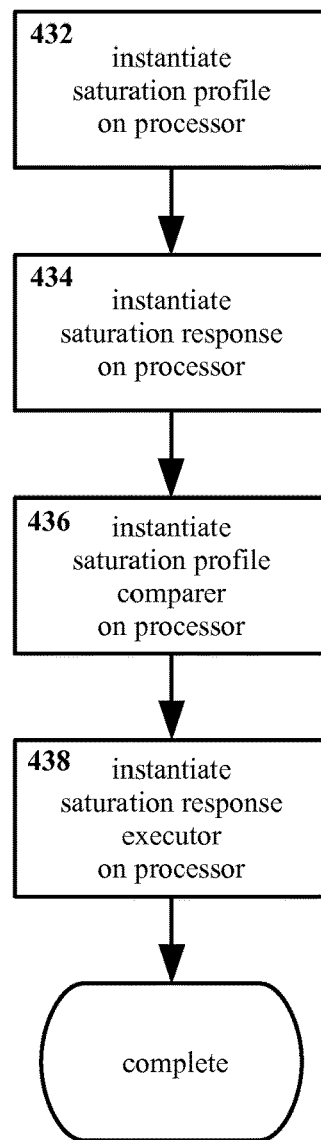 432
instantiate
saturation profile
on processor
434
instantiate
saturation response
on processor
436
instantiate
saturation profile
comparer
on processor
438
instantiate
saturation response
executor
on processor
complete